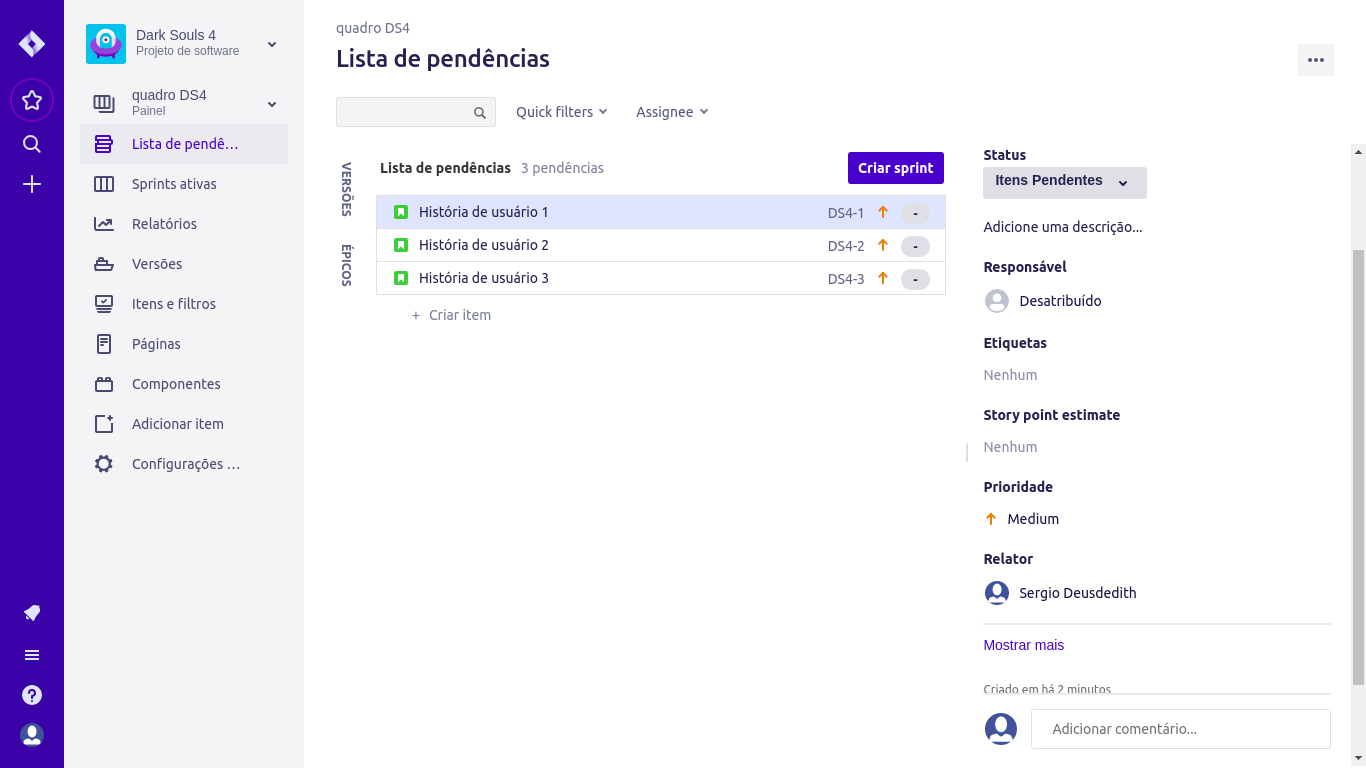 Dark Souls 4
Projeto de software
quadro DS4
Painel
Lista de pendê…
Sprints ativas
Relatórios
Versões
Itens e filtros
Páginas
Componentes
Adicionar item
Configurações …
quadro DS4
Lista de pendências
Quick filters
Assignee
VERSÕES
ÉPICOS
Lista de pendências 3 pendências
Criar sprint
História de usuário 1 DS4-1 -
História de usuário 2 DS4-2 -
História de usuário 3 DS4-3 -
+ Criar item
Status
Itens Pendentes
Adicione uma descrição...
Responsável
Desatribuído
Etiquetas
Nenhum
Story point estimate
Nenhum
Prioridade
Medium
Relator
Sergio Deusdedith
Mostrar mais
Criado em há 2 minutos
Adicionar comentário...